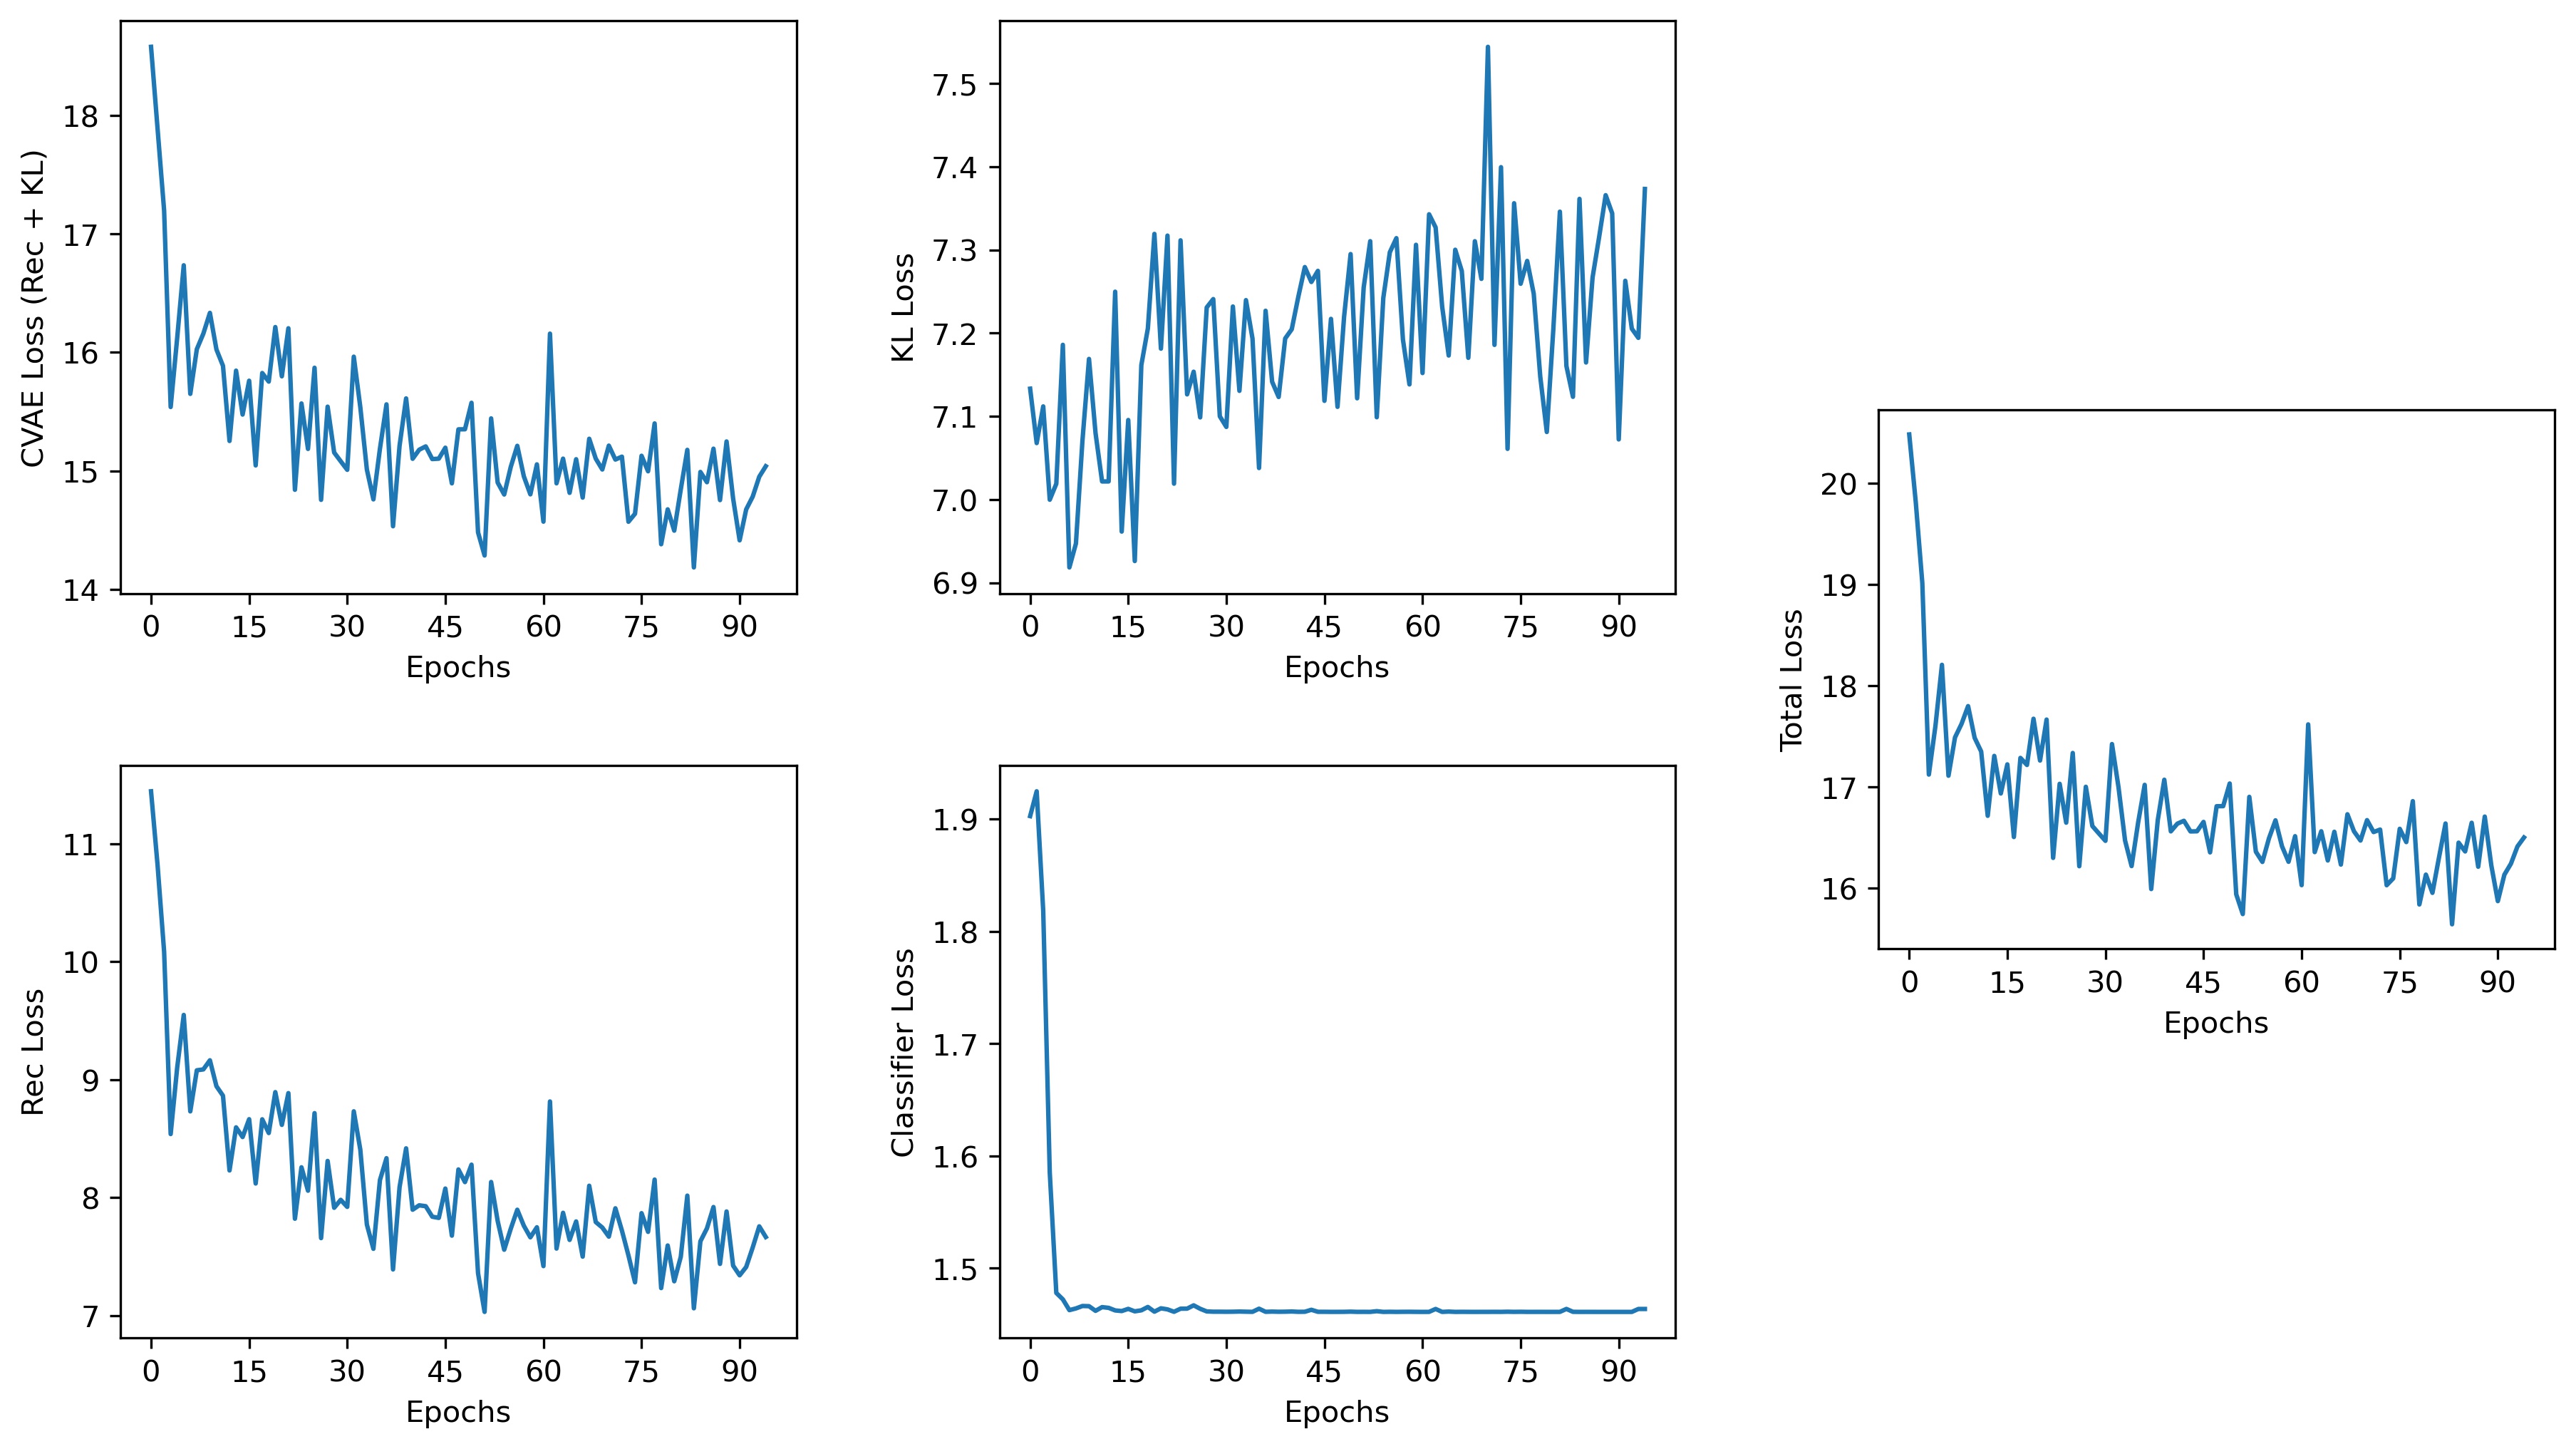 CVAE Loss (Rec + KL)
18
17
16
15
14
0 15 30 45 60 75 90
Epochs
KL Loss
7.5
7.4
7.3
7.2
7.1
7.0
6.9
0 15 30 45 60 75 90
Epochs
Rec Loss
11
10
9
8
7
0 15 30 45 60 75 90
Epochs
Classifier Loss
1.9
1.8
1.7
1.6
1.5
0 15 30 45 60 75 90
Epochs
Total Loss
20
19
18
17
16
0 15 30 45 60 75 90
Epochs